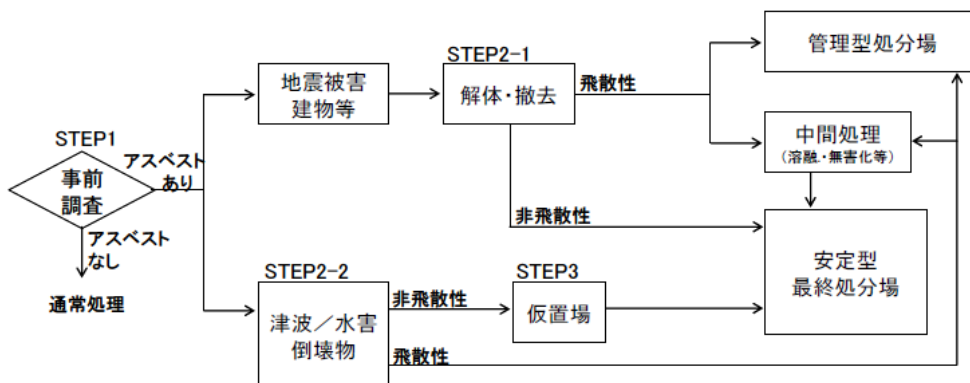 STEP1
事前
調査
アスベスト
あり
アスベスト
なし
通常処理
地震被害
建物等
STEP2-1
解体・撤去
飛散性
管理型処分場
中間処理
（溶融・無害化等）
非飛散性
安定型
最終処分場
STEP2-2
津波／水害
倒壊物
非飛散性
飛散性
STEP3
仮置場